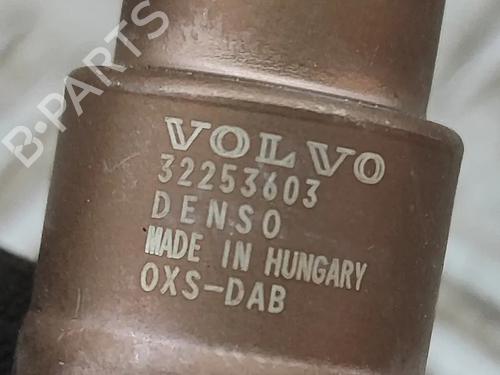 B-PARTS
VOLVO
32253603
DENSO
MADE IN HUNGARY
OXS-DAB